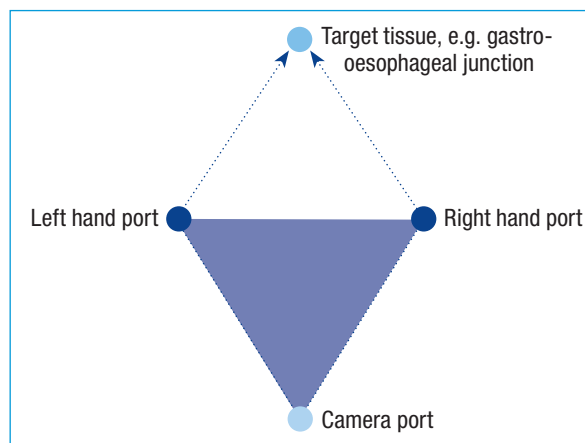 Target tissue, e.g. gastro-
oesophageal junction
Left hand port
Right hand port
Camera port